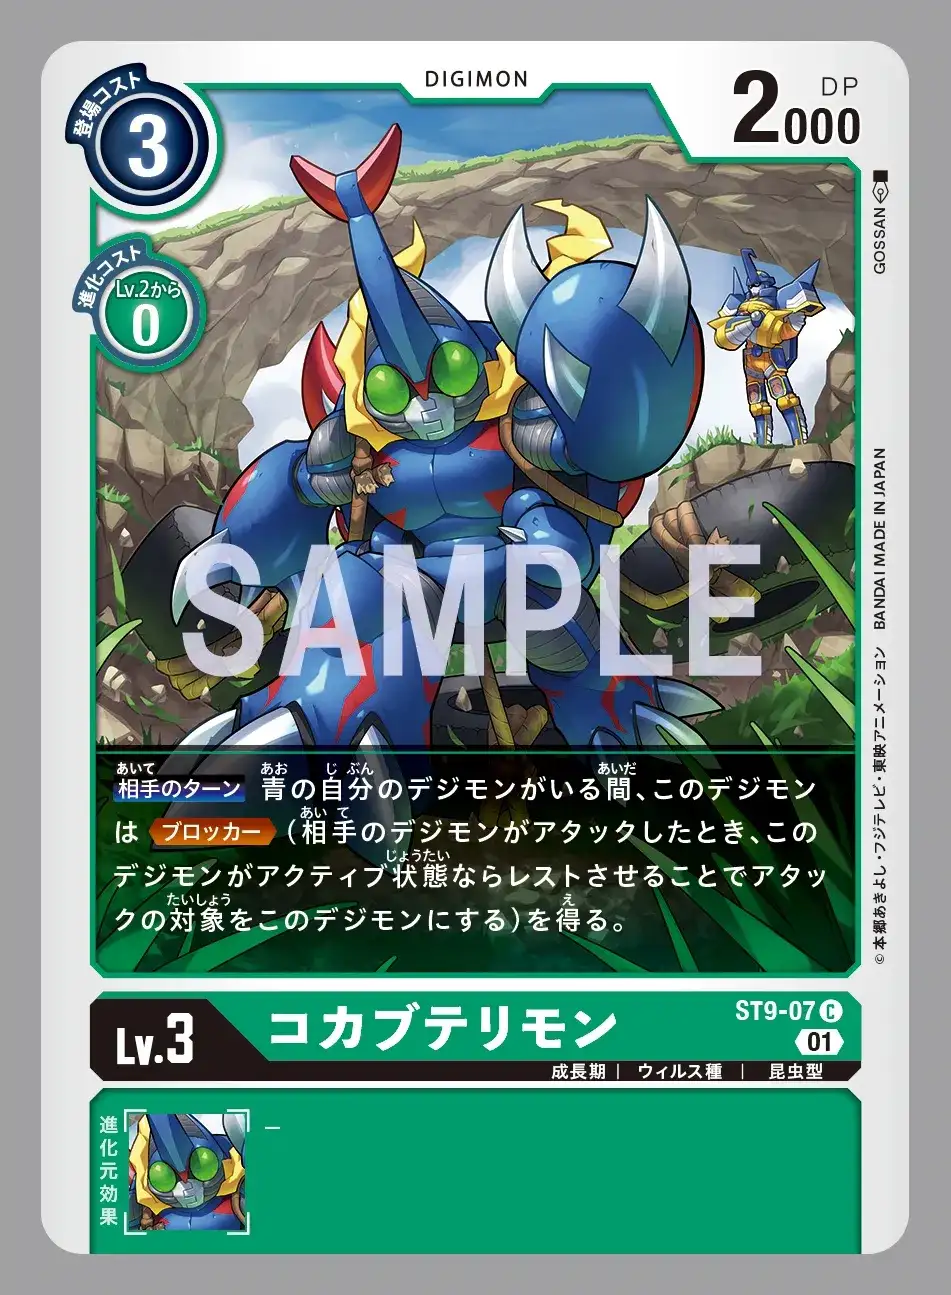 DIGIMON
登場コスト
3
2000
DP
進化コスト
Lv.2から
0
GOSSAN
SAMPLE
BANDAI MADE IN JAPAN
©本郷あきよし・フジテレビ・東映アニメーション
相手のターン 青の自分のデジモンがいる間、このデジモン
は ブロッカー (相手のデジモンがアタックしたとき、この
デジモンがアクティブ状態ならレストさせることでアタッ
クの対象をこのデジモンにする)を得る。
Lv.3
コカブテリモン
ST9-07 C
01
成長期 | ウィルス種 | 昆虫型
進化元効果
―